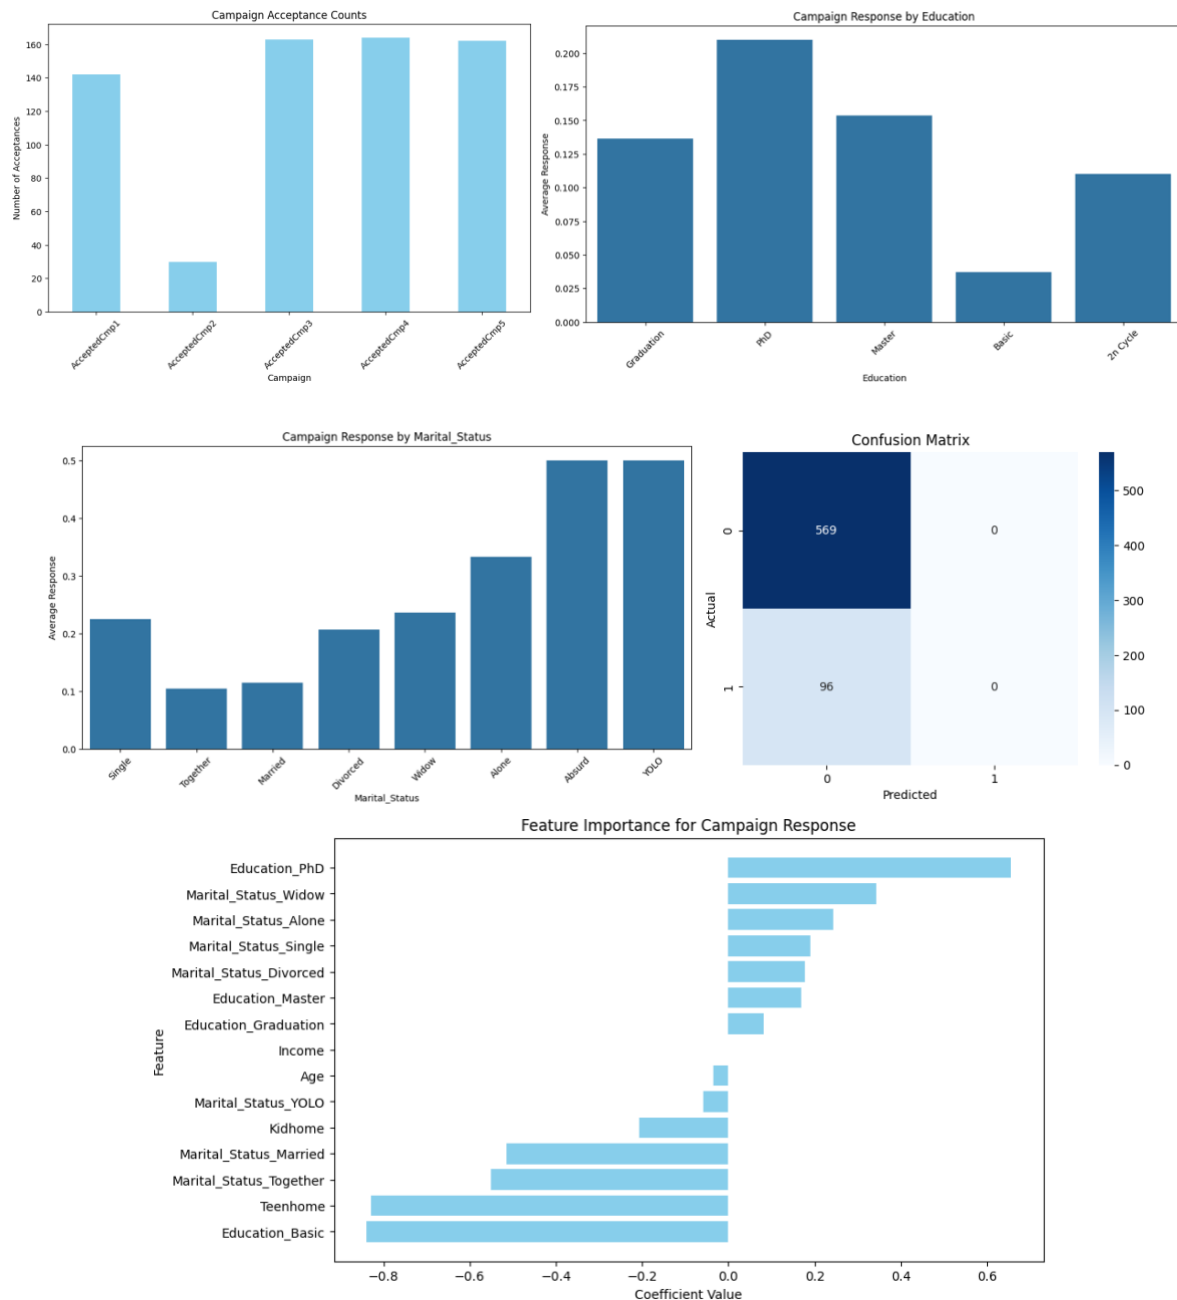 Campaign Acceptance Counts
Number of Acceptances
160
140
120
100
80
60
40
20
0
AcceptedCmp1
AcceptedCmp2
AcceptedCmp3
AcceptedCmp4
AcceptedCmp5
Campaign
Campaign Response by Education
Average Response
0.200
0.175
0.150
0.125
0.100
0.075
0.050
0.025
0.000
Graduation
PhD
Master
Basic
2n Cycle
Education
Campaign Response by Marital_Status
Average Response
0.5
0.4
0.3
0.2
0.1
0.0
Single
Together
Married
Divorced
Widow
Alone
Absurd
YOLO
Marital_Status
Confusion Matrix
Actual
0
569
0
1
96
0
0
1
Predicted
500
400
300
200
100
0
Feature Importance for Campaign Response
Feature
Education_PhD
Marital_Status_Widow
Marital_Status_Alone
Marital_Status_Single
Marital_Status_Divorced
Education_Master
Education_Graduation
Income
Age
Marital_Status_YOLO
Kidhome
Marital_Status_Married
Marital_Status_Together
Teenhome
Education_Basic
−0.8
−0.6
−0.4
−0.2
0.0
0.2
0.4
0.6
Coefficient Value